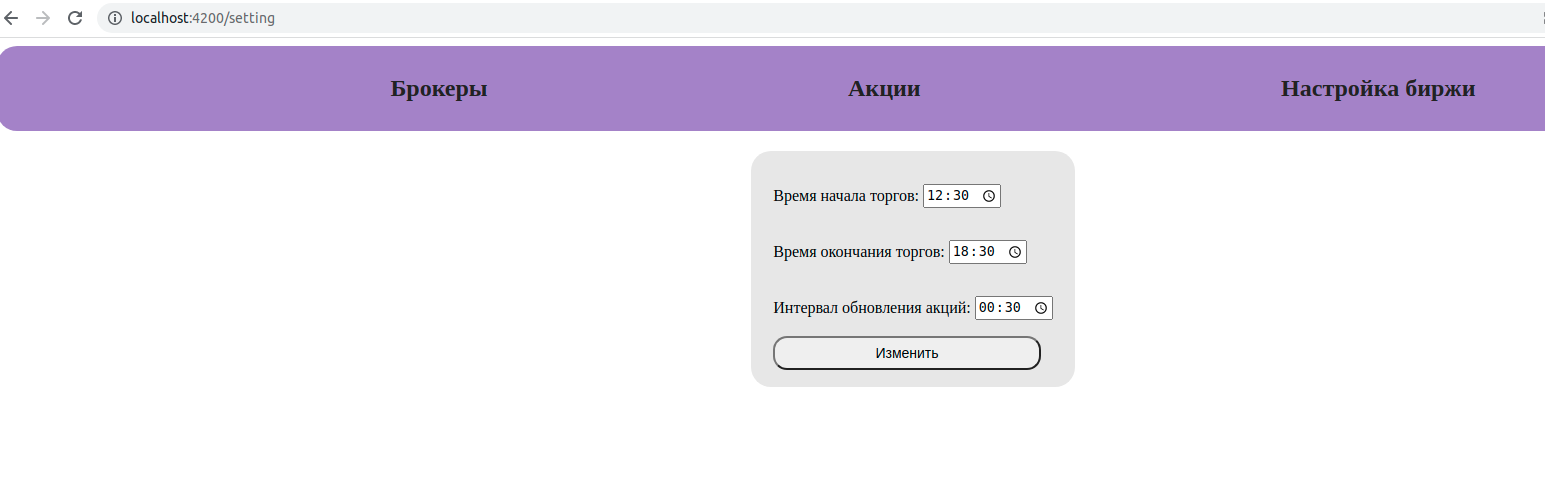 localhost:4200/setting
Брокеры Акции Настройка биржи
Время начала торгов: 12:30
Время окончания торгов: 18:30
Интервал обновления акций: 00:30
Изменить